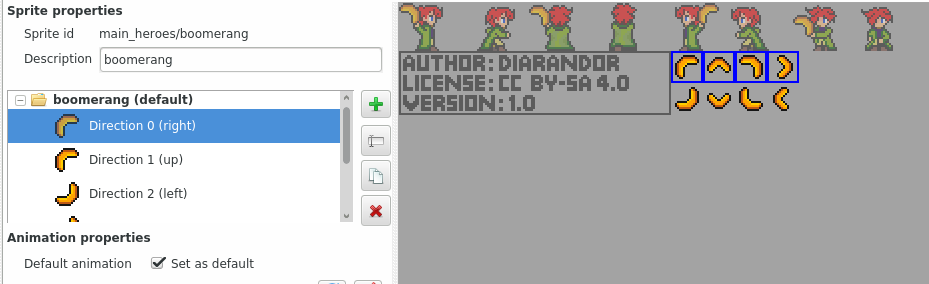 Sprite properties
Sprite id main_heroes/boomerang
Description boomerang
boomerang (default)
Direction 0 (right)
Direction 1 (up)
Direction 2 (left)
Animation properties
Default animation Set as default
AUTHOR: DIARANDOR
LICENSE: CC BY-SA 4.0
VERSION: 1.0